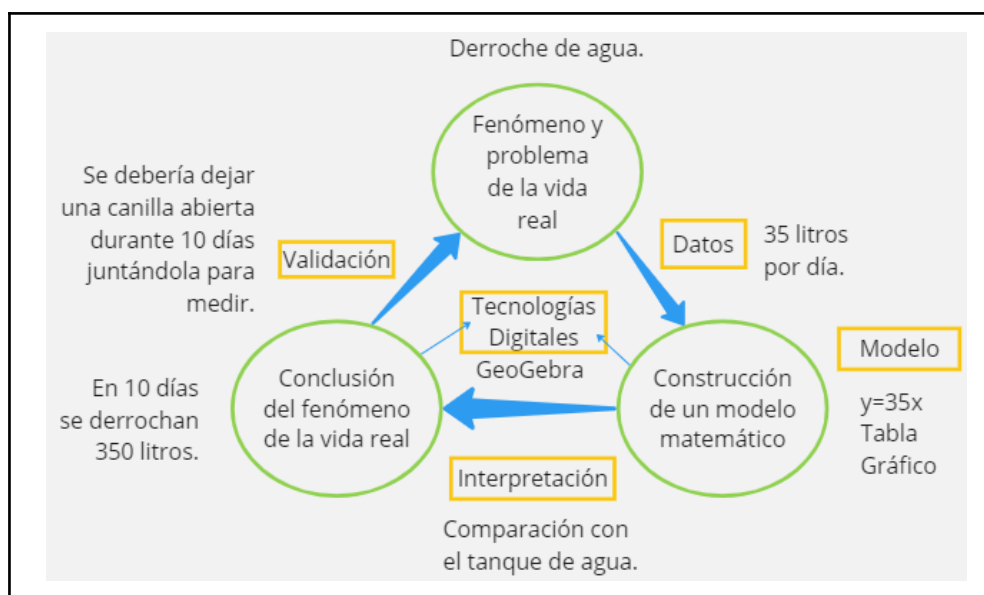 Derroche de agua.
Fenómeno y
problema
de la vida
real
Se debería dejar
una canilla abierta
durante 10 días
juntándola para
medir.
Validación
Datos
35 litros
por día.
Tecnologías
Digitales
GeoGebra
Modelo
y=35x
Tabla
Gráfico
En 10 días
se derrochan
350 litros.
Conclusión
del fenómeno
de la vida real
Construcción
de un modelo
matemático
Interpretación
Comparación con
el tanque de agua.